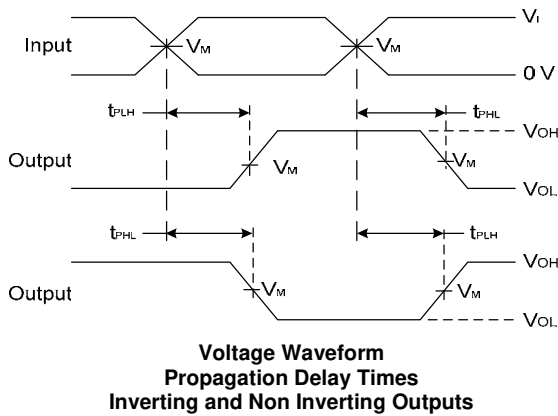 Input
V_M
V_M
V_I
0 V
t_PLH
t_PHL
Output
V_M
V_M
V_OH
V_OL
t_PHL
t_PLH
Output
V_M
V_M
V_OH
V_OL
Voltage Waveform
Propagation Delay Times
Inverting and Non Inverting Outputs